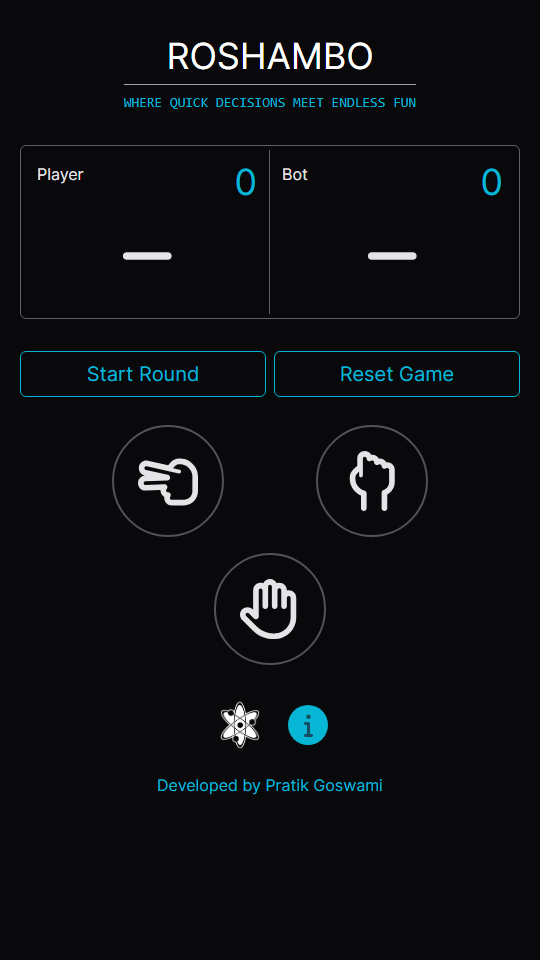 ROSHAMBO
WHERE QUICK DECISIONS MEET ENDLESS FUN
Player 0
Bot 0
Start Round
Reset Game
i
Developed by Pratik Goswami